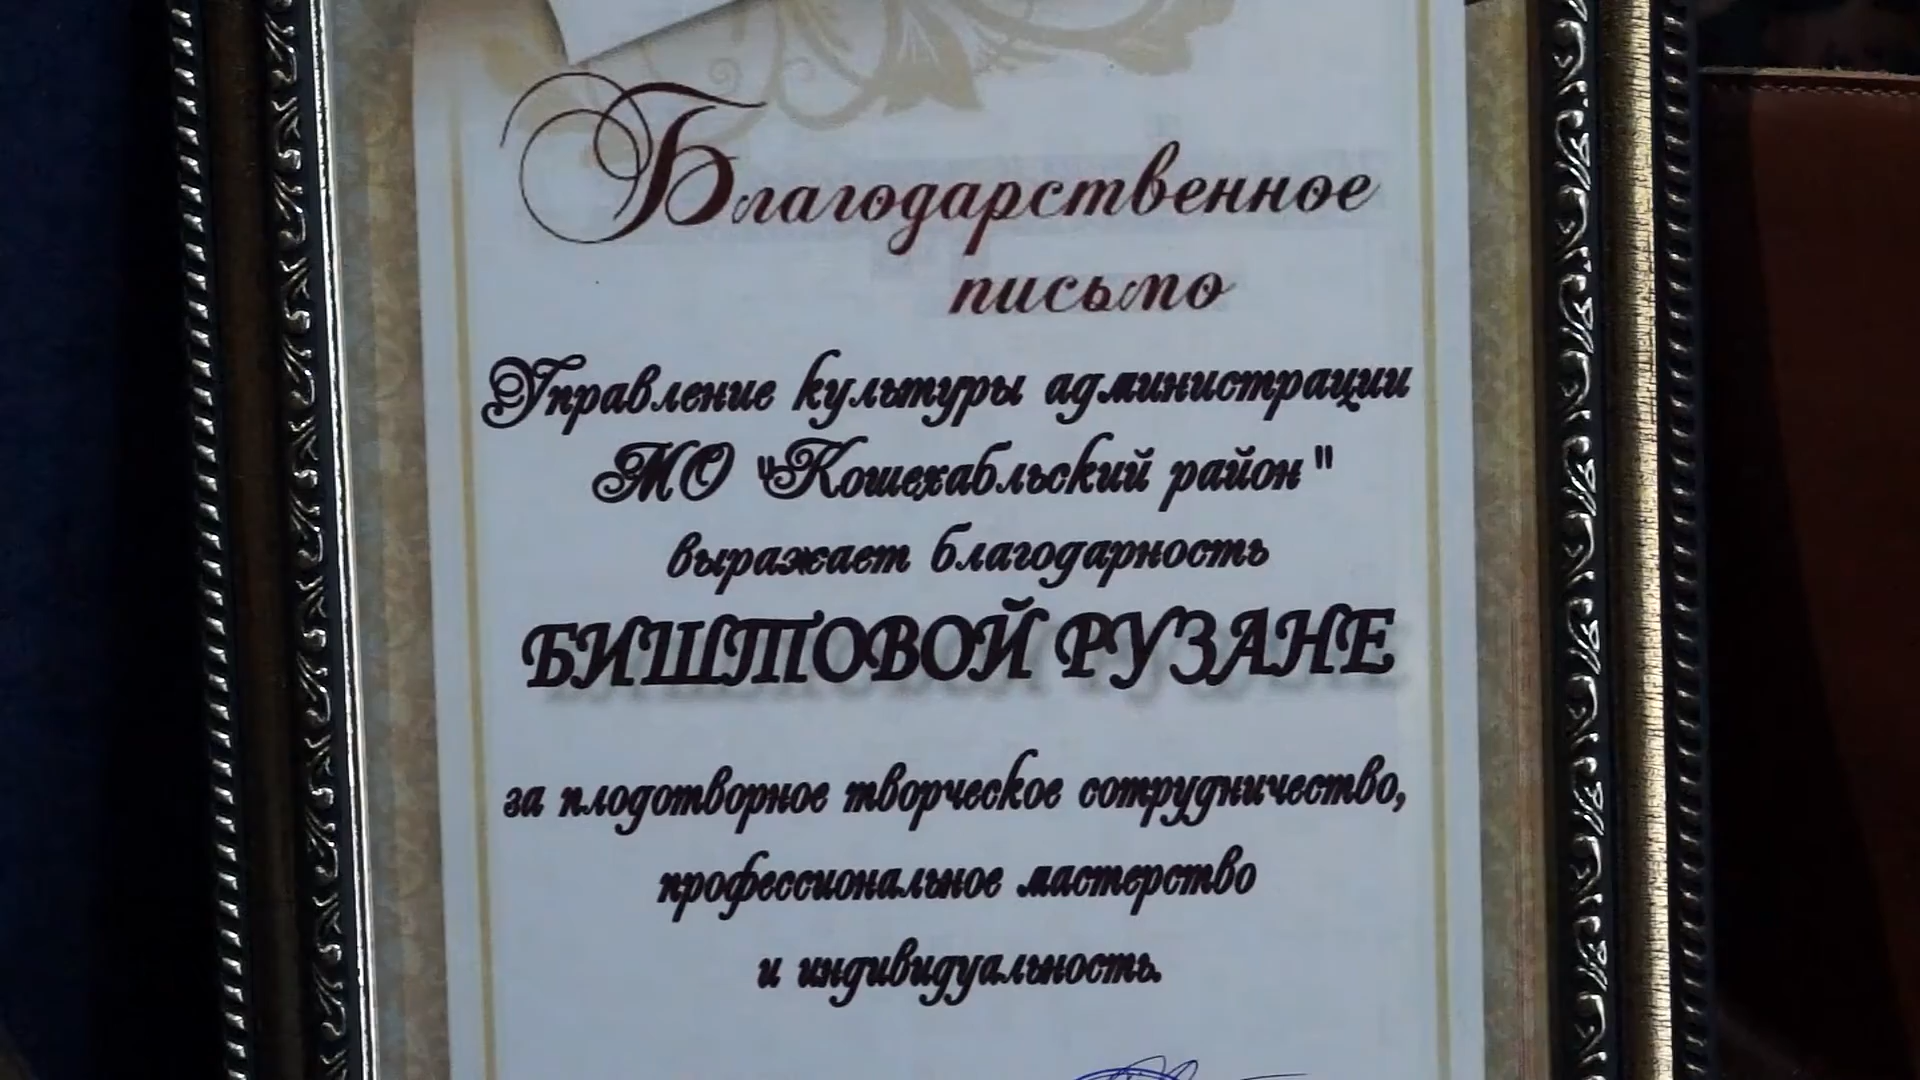 Благодарственное
письмо
Управление культуры администрации
МО "Кошехабльский район"
выражает благодарность
БИШТОВОЙ РУЗАНЕ
за плодотворное творческое сотрудничество,
профессиональное мастерство
и индивидуальность.